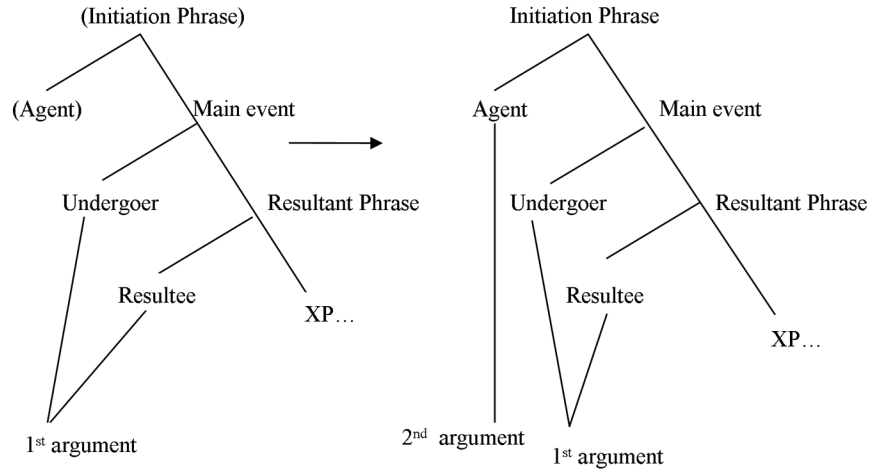 (Initiation Phrase)
(Agent)
Main event
Undergoer
Resultant Phrase
Resultee
XP…
1st argument
Initiation Phrase
Agent
Main event
Undergoer
Resultant Phrase
Resultee
XP…
2nd argument
1st argument